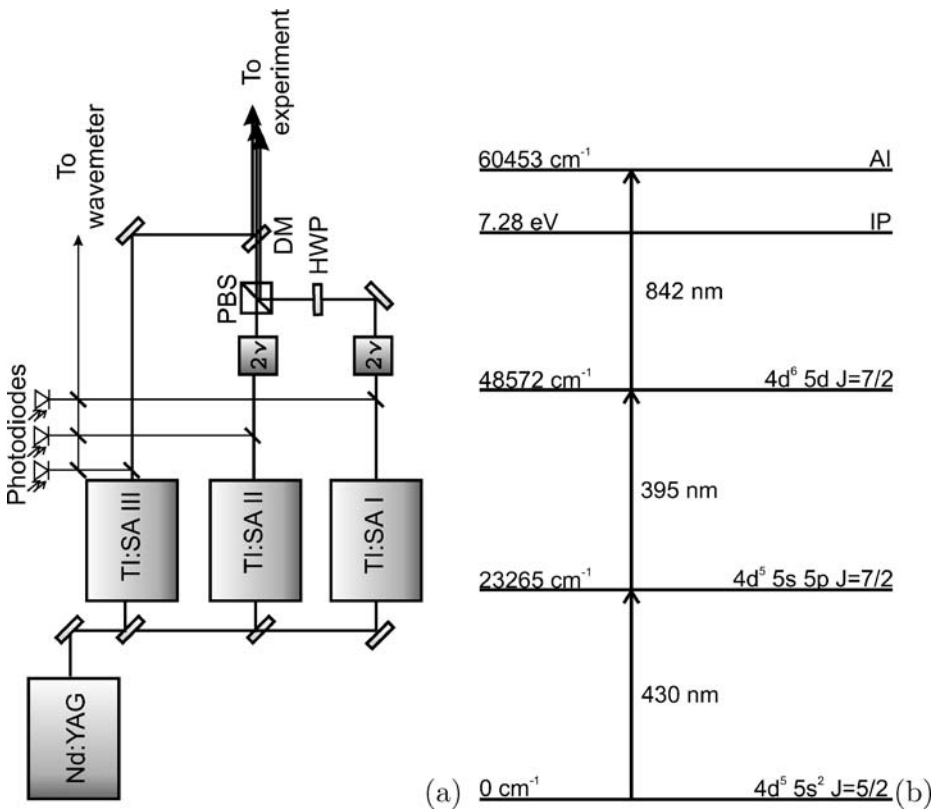 To
wavemeter
To
experiment
DM
HWP
PBS
2ν
2ν
Photodiodes
TI:SA III
TI:SA II
TI:SA I
Nd:YAG
(a)
60453 cm⁻¹ AI
7.28 eV IP
842 nm
48572 cm⁻¹ 4d⁶ 5d J=7/2
395 nm
23265 cm⁻¹ 4d⁵ 5s 5p J=7/2
430 nm
0 cm⁻¹ 4d⁵ 5s² J=5/2
(b)